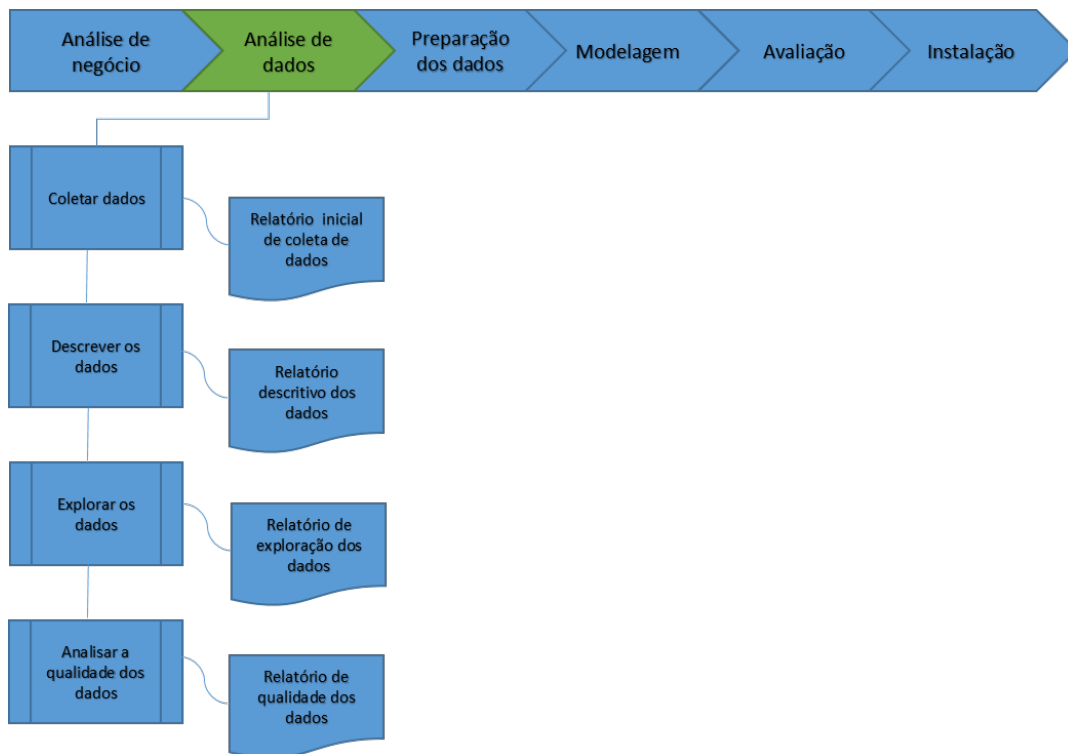 Análise de
negócio
Análise de
dados
Preparação
dos dados
Modelagem
Avaliação
Instalação
Coletar dados
Relatório inicial
de coleta de
dados
Descrever os
dados
Relatório
descritivo dos
dados
Explorar os
dados
Relatório de
exploração dos
dados
Analisar a
qualidade dos
dados
Relatório de
qualidade dos
dados